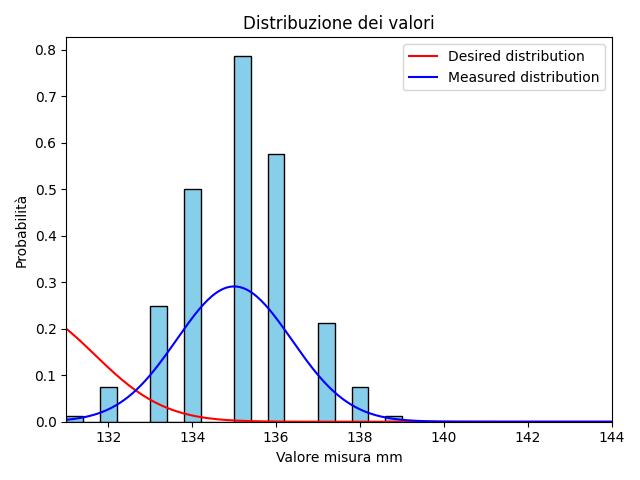 Distribuzione dei valori
Desired distribution
Measured distribution
Probabilità
0.8
0.7
0.6
0.5
0.4
0.3
0.2
0.1
0.0
132 134 136 138 140 142 144
Valore misura mm